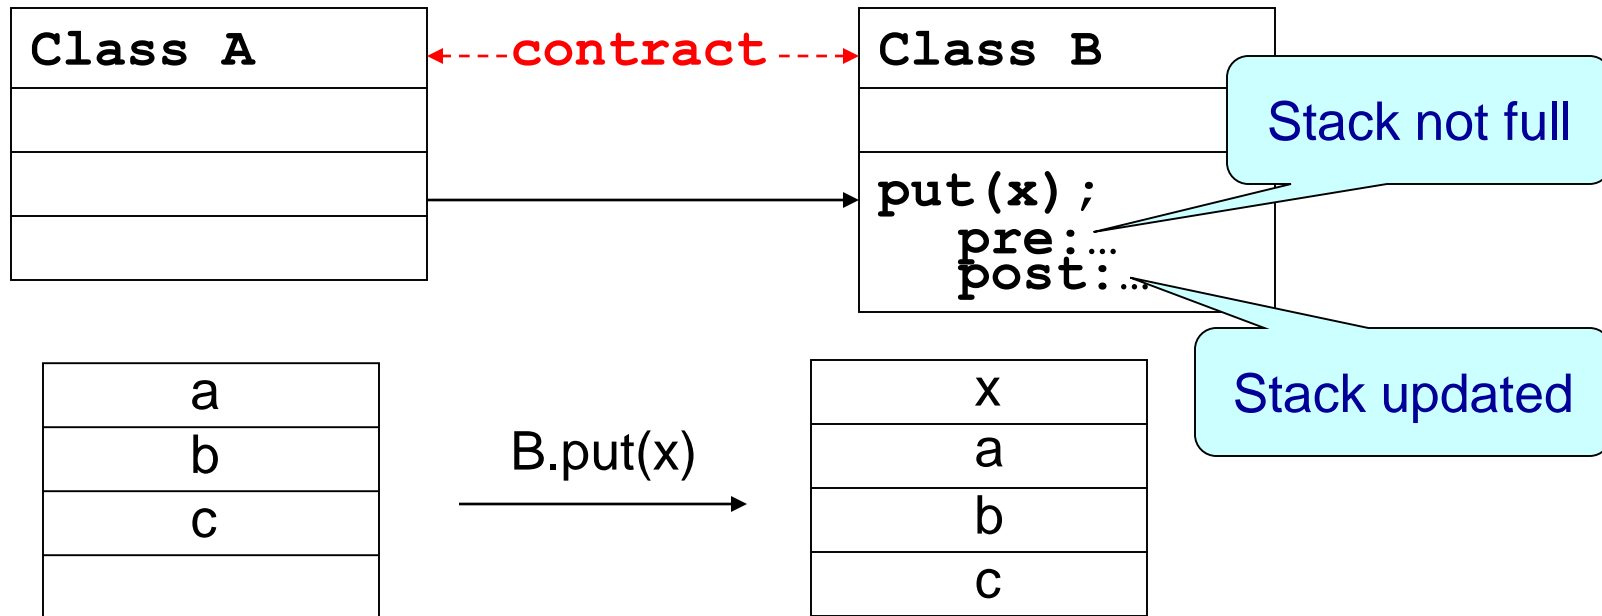 Class A
contract
Class B
Stack not full
put(x);
pre:…
post:…
Stack updated
a
b
c
B.put(x)
x
a
b
c